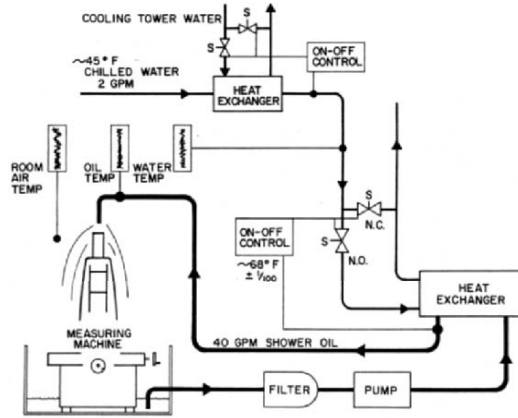 COOLING TOWER WATER
S
S
ON-OFF
CONTROL
~45° F
CHILLED WATER
2 GPM
HEAT
EXCHANGER
ROOM
AIR
TEMP
OIL
TEMP
WATER
TEMP
S
N.C.
ON-OFF
CONTROL
S
N.O.
~68° F
± 1/100
HEAT
EXCHANGER
MEASURING
MACHINE
40 GPM SHOWER OIL
FILTER
PUMP